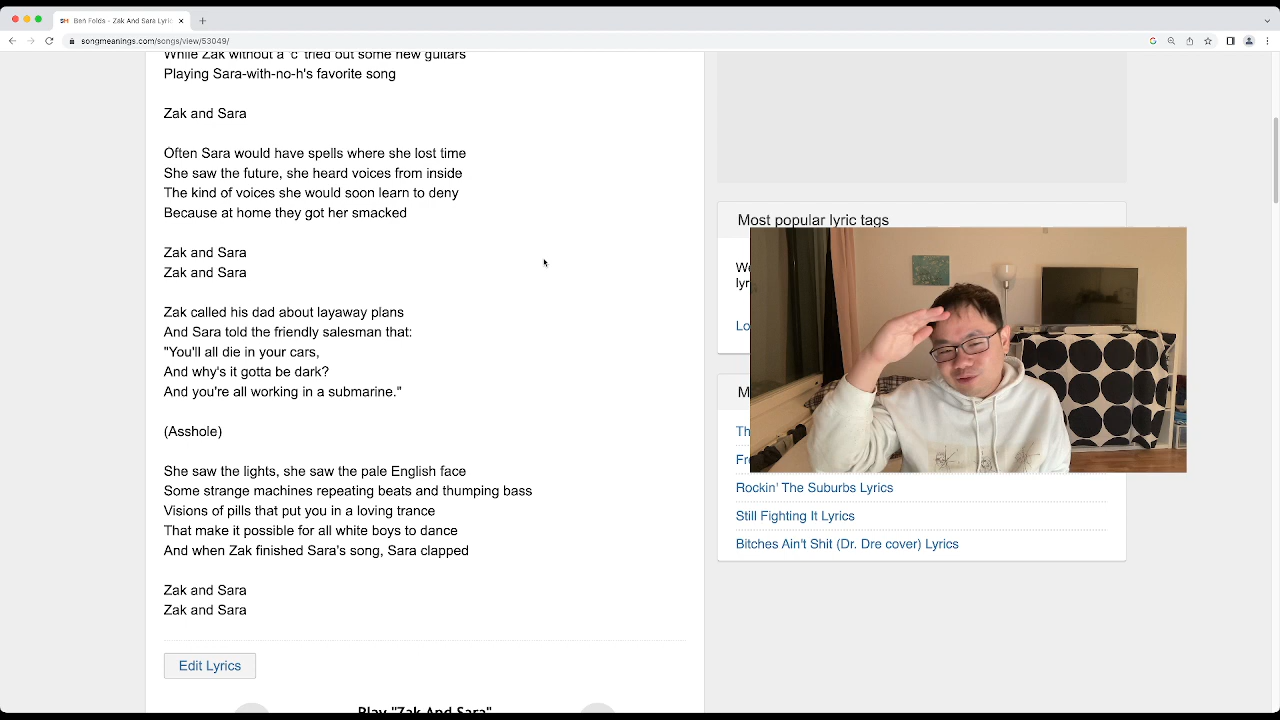 Ben Folds - Zak And Sara Lyric
songmeanings.com/songs/view/53049/
While Zak without a 'c' tried out some new guitars
Playing Sara-with-no-h's favorite song
Zak and Sara
Often Sara would have spells where she lost time
She saw the future, she heard voices from inside
The kind of voices she would soon learn to deny
Because at home they got her smacked
Zak and Sara
Zak and Sara
Zak called his dad about layaway plans
And Sara told the friendly salesman that:
"You'll all die in your cars,
And why's it gotta be dark?
And you're all working in a submarine."
(Asshole)
She saw the lights, she saw the pale English face
Some strange machines repeating beats and thumping bass
Visions of pills that put you in a loving trance
That make it possible for all white boys to dance
And when Zak finished Sara's song, Sara clapped
Zak and Sara
Zak and Sara
Edit Lyrics
Play "Zak And Sara"
Most popular lyric tags
We
lyr
Lo
M
Th
Fr
Rockin' The Suburbs Lyrics
Still Fighting It Lyrics
Bitches Ain't Shit (Dr. Dre cover) Lyrics